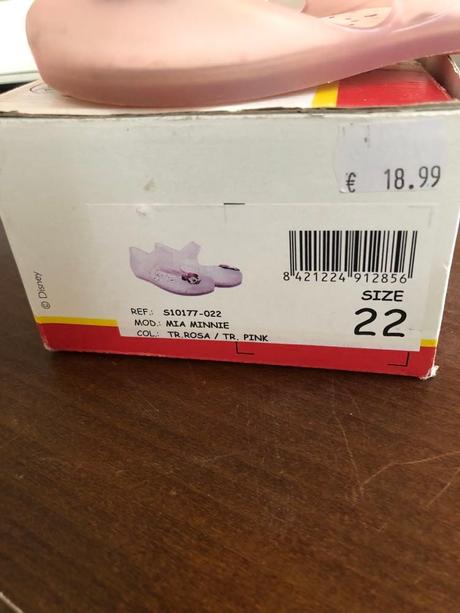 € 18.99
8 421224 912856
SIZE
22
© Disney
REF.: S10177-022
MOD.: MIA MINNIE
COL.: TR.ROSA / TR. PINK